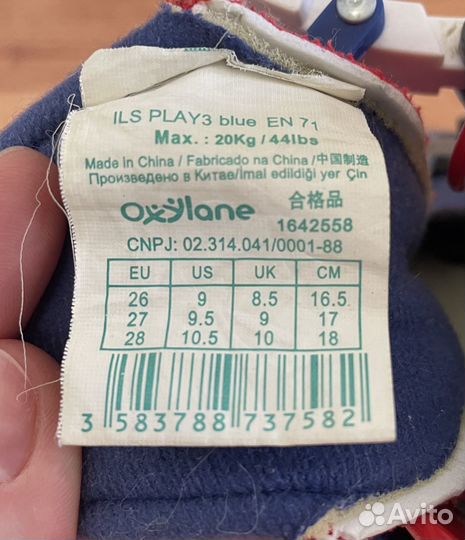 ILS PLAY3 blue EN 71
Max. : 20Kg / 44lbs
Made in China / Fabricado na China /中国制造
Произведено в Китае/Imal edildiği yer Çin
Oxylane 合格品
1642558
CNPJ: 02.314.041/0001-88
EU US UK CM
26 9 8.5 16.5
27 9.5 9 17
28 10.5 10 18
3 583788 737582
Avito